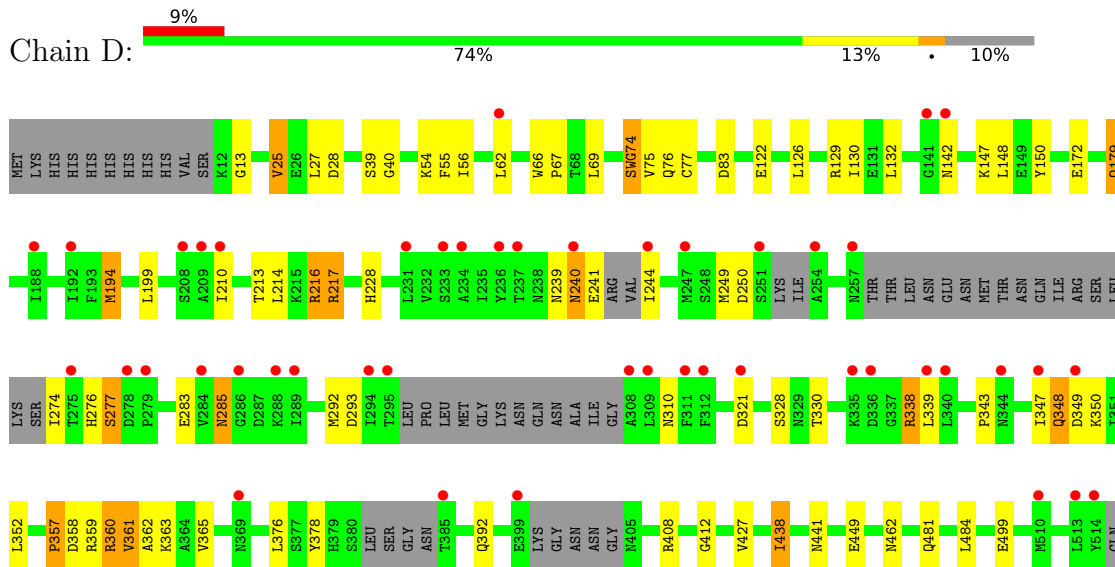 9%
Chain D:
74% 13% • 10%
MET LYS HIS HIS HIS HIS HIS HIS VAL SER K12 G13 V25 E26 L27 D28 S39 G40 K54 F55 I56 L62 W66 P67 T68 L69 SWG74 V75 Q76 C77 D83 E122 L126 R129 I130 E131 L132 G141 N142 K147 L148 E149 Y150 E172 Q179
I188 I192 F193 M194 L199 S208 A209 I210 T213 L214 K215 R216 R217 H228 L231 V232 S233 A234 I235 Y236 T237 N238 N239 N240 E241 ARG VAL I244 M247 S248 M249 D250 S251 LYS ILE A254 N257 THR THR LEU ASN GLU ASN MET THR ASN GLN ILE ARG SER LEU
LYS SER I274 T275 H276 S277 D278 P279 E283 V284 N285 G286 D287 K288 I289 M292 D293 I294 T295 LEU PRO LEU MET GLY LYS ASN GLN ASN ALA ILE GLY A308 L309 N310 F311 F312 D321 S328 N329 T330 K335 D336 G337 R338 L339 L340 P343 N344 I347 Q348 D349 K350 I351
L352 P357 D358 R359 R360 V361 A362 K363 A364 V365 N369 L376 S377 Y378 H379 S380 LEU SER GLY ASN T385 Q392 E399 LYS GLY ASN ASN GLY N405 R408 G412 V427 I438 N441 E449 N462 Q481 L484 E499 M510 L513 Y514 GLN